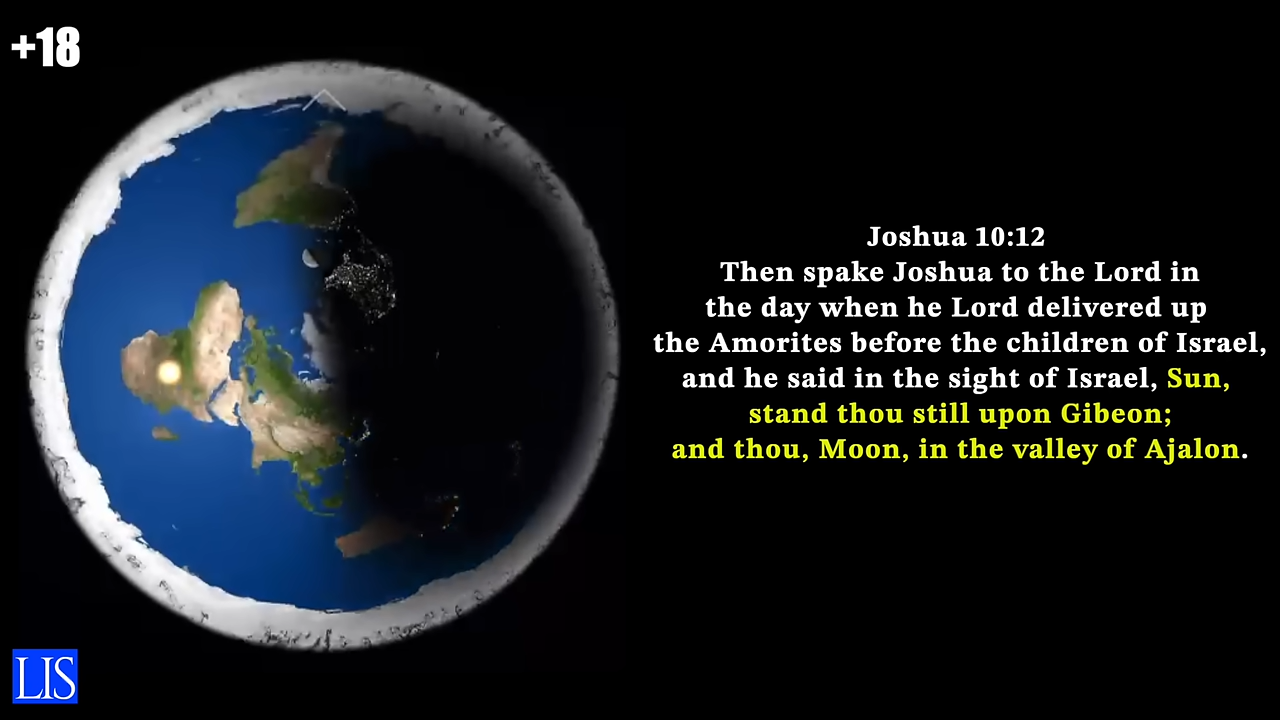 +18
Joshua 10:12
Then spake Joshua to the Lord in
the day when he Lord delivered up
the Amorites before the children of Israel,
and he said in the sight of Israel, Sun,
stand thou still upon Gibeon;
and thou, Moon, in the valley of Ajalon.
LIS